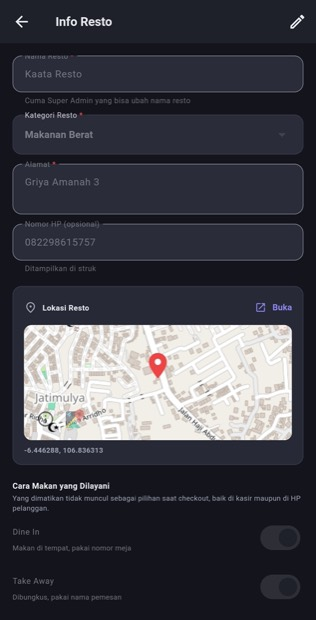 Info Resto
Nama Resto
Kaata Resto
Cuma Super Admin yang bisa ubah nama resto
Kategori Resto *
Makanan Berat
Alamat *
Griya Amanah 3
Nomor HP (opsional)
082298615757
Ditampilkan di struk
Lokasi Resto
Buka
Jatimulya
Arridho
Jalan Haji Abd
-6.446288, 106.836313
Cara Makan yang Dilayani
Yang dimatikan tidak muncul sebagai pilihan saat checkout, baik di kasir maupun di HP
pelanggan.
Dine In
Makan di tempat, pakai nomor meja
Take Away
Dibungkus, pakai nama pemesan